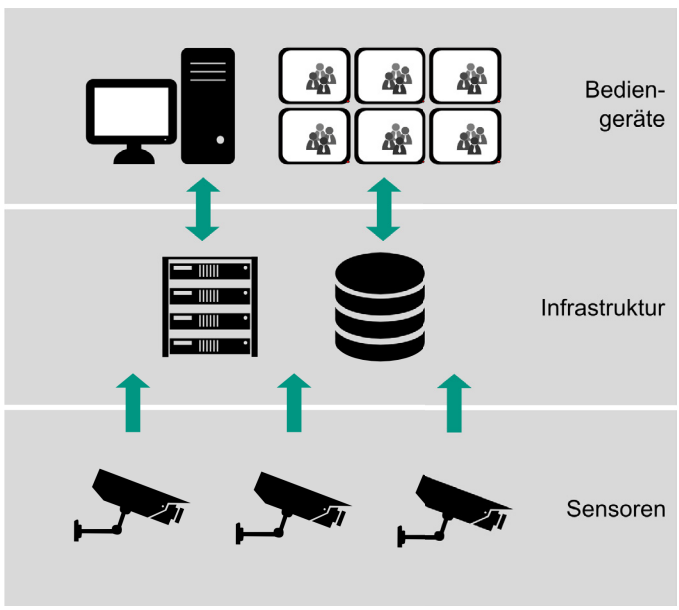 Bedien-
geräte
Infrastruktur
Sensoren